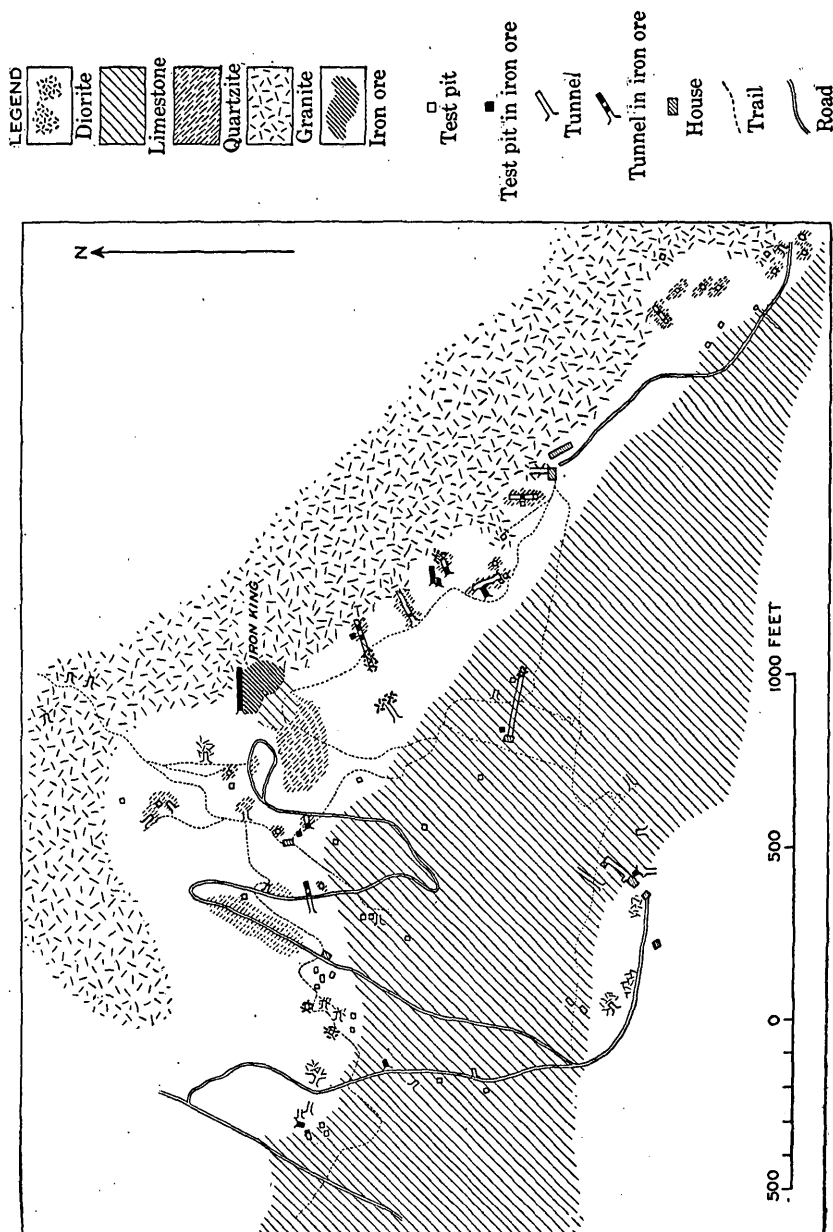 LEGEND
Diorite
Limestone
Quartzite
Granite
Iron ore
Test pit
Test pit in iron ore
Tunnel
Tunnel in iron ore
House
Trail
Road
N
IRON KING
500 0 500 1000 FEET